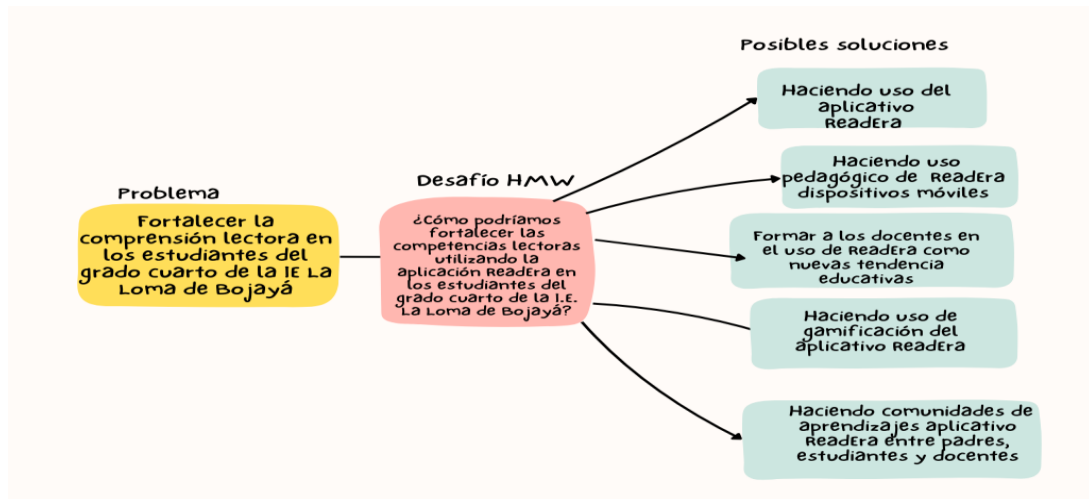 Problema
Fortalecer la
comprensión lectora en
los estudiantes del
grado cuarto de la IE La
Loma de Bojayá
Desafío HMW
¿Cómo podríamos
fortalecer las
competencias lectoras
utilizando la
aplicación ReadEra en
los estudiantes del
grado cuarto de la I.E.
La Loma de Bojayá?
Posibles soluciones
Haciendo uso del
aplicativo
ReadEra
Haciendo uso
pedagógico de ReadEra
dispositivos móviles
Formar a los docentes en
el uso de ReadEra como
nuevas tendencia
educativas
Haciendo uso de
gamificación del
aplicativo ReadEra
Haciendo comunidades de
aprendizajes aplicativo
ReadEra entre padres,
estudiantes y docentes